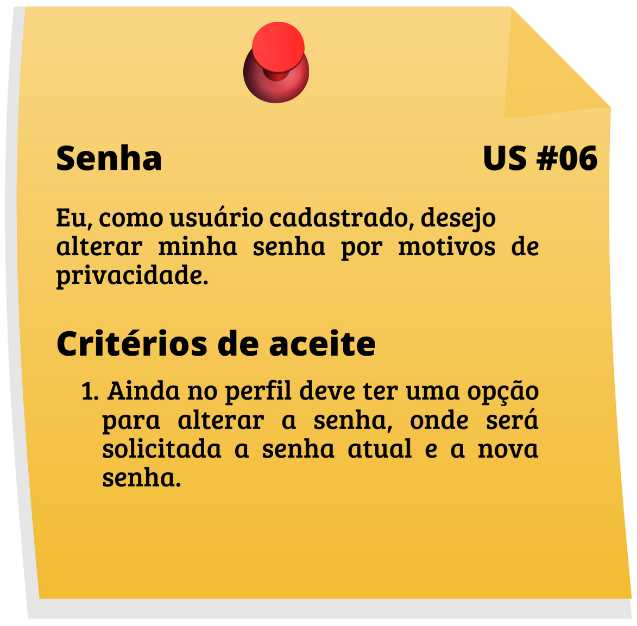 Senha US #06
Eu, como usuário cadastrado, desejo
alterar minha senha por motivos de
privacidade.
Critérios de aceite
1. Ainda no perfil deve ter uma opção
para alterar a senha, onde será
solicitada a senha atual e a nova
senha.